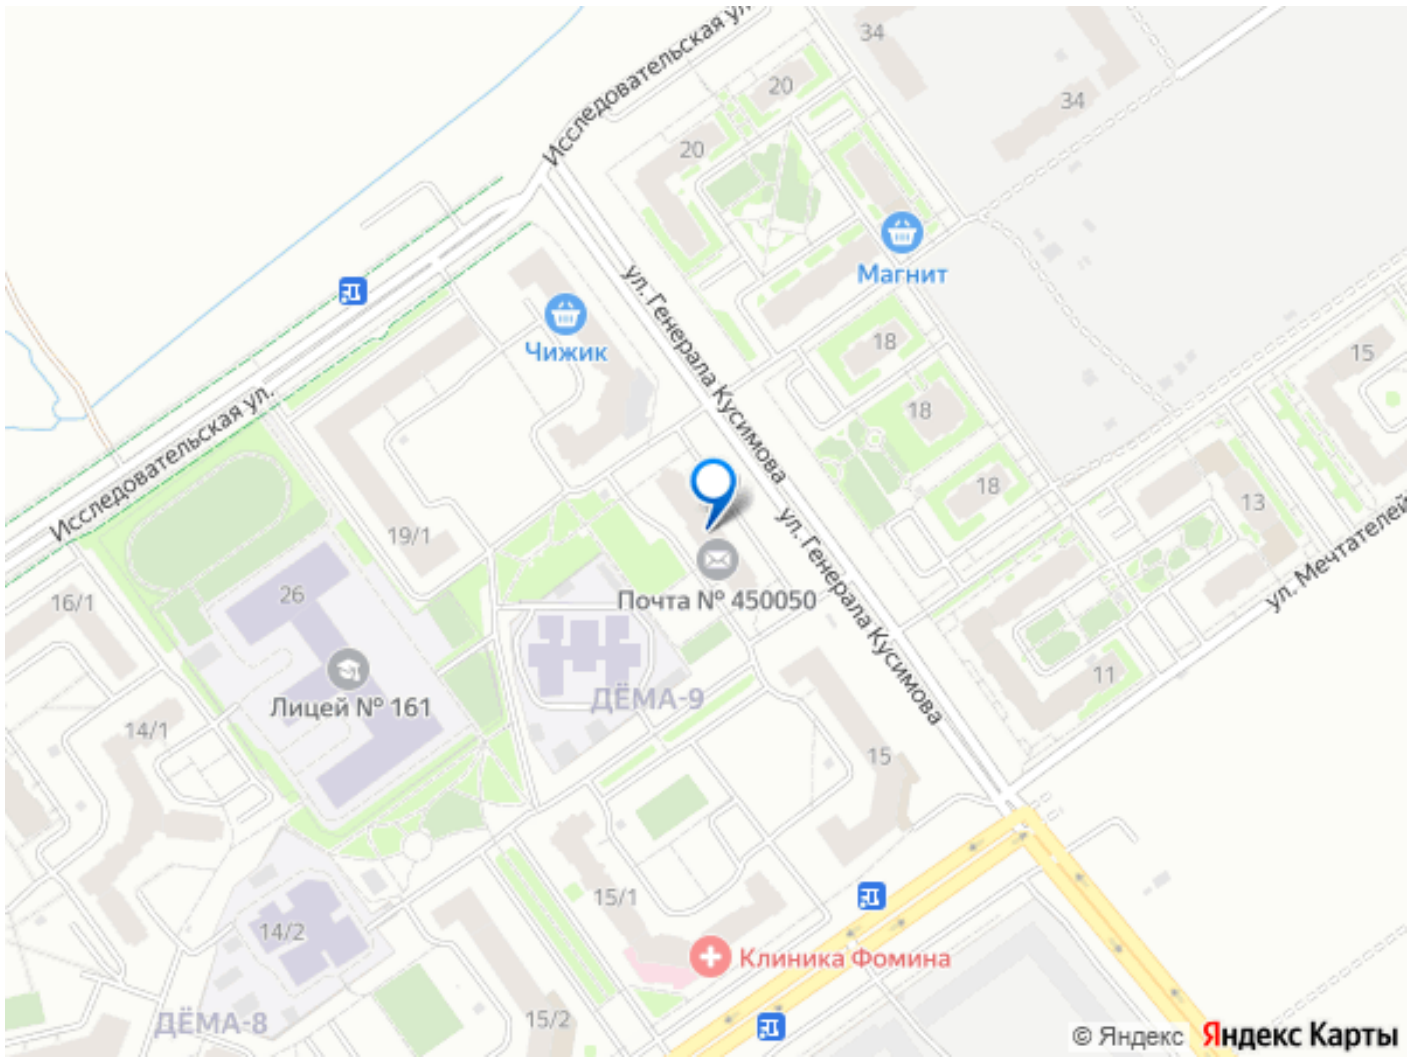 Исследовательская ул.
34
20
34
20
Магнит
ул. Генерала Кусимова
Чижик
18
15
Исследовательская ул.
18
18
13
19/1
ул. Генерала Кусимова
ул. Мечтателей
26
16/1
Почта № 450050
Лицей № 161
ДЁМА-9
11
14/1
15
15/1
14/2
Клиника Фомина
15/2
ДЁМА-8
© Яндекс Яндекс Карты